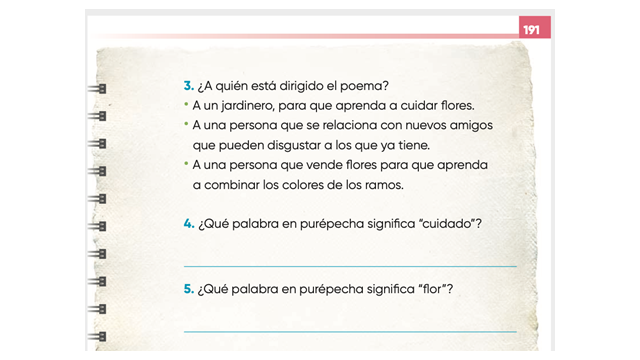 191
3. ¿A quién está dirigido el poema?
• A un jardinero, para que aprenda a cuidar flores.
• A una persona que se relaciona con nuevos amigos
que pueden disgustar a los que ya tiene.
• A una persona que vende flores para que aprenda
a combinar los colores de los ramos.
4. ¿Qué palabra en purépecha significa “cuidado”?
5. ¿Qué palabra en purépecha significa “flor”?